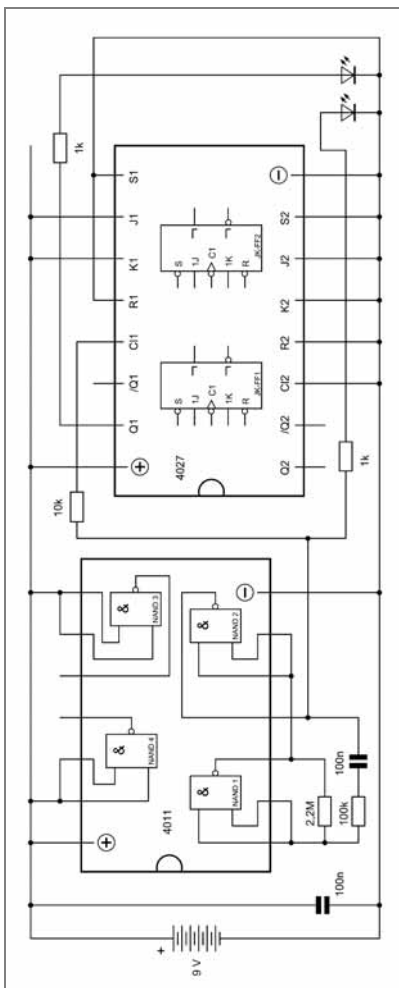 1k
S1
J1
K1
R1
Cl1
/Q1
Q1
+
10k
4027
JK-FF2
S
1J
C1
1K
R
JK-FF1
S
1J
C1
1K
R
−
S2
J2
K2
R2
Cl2
/Q2
Q2
1k
&
NAND 3
&
NAND 4
&
NAND 2
&
NAND 1
−
+
4011
100n
2,2M
100k
100n
+
9 V